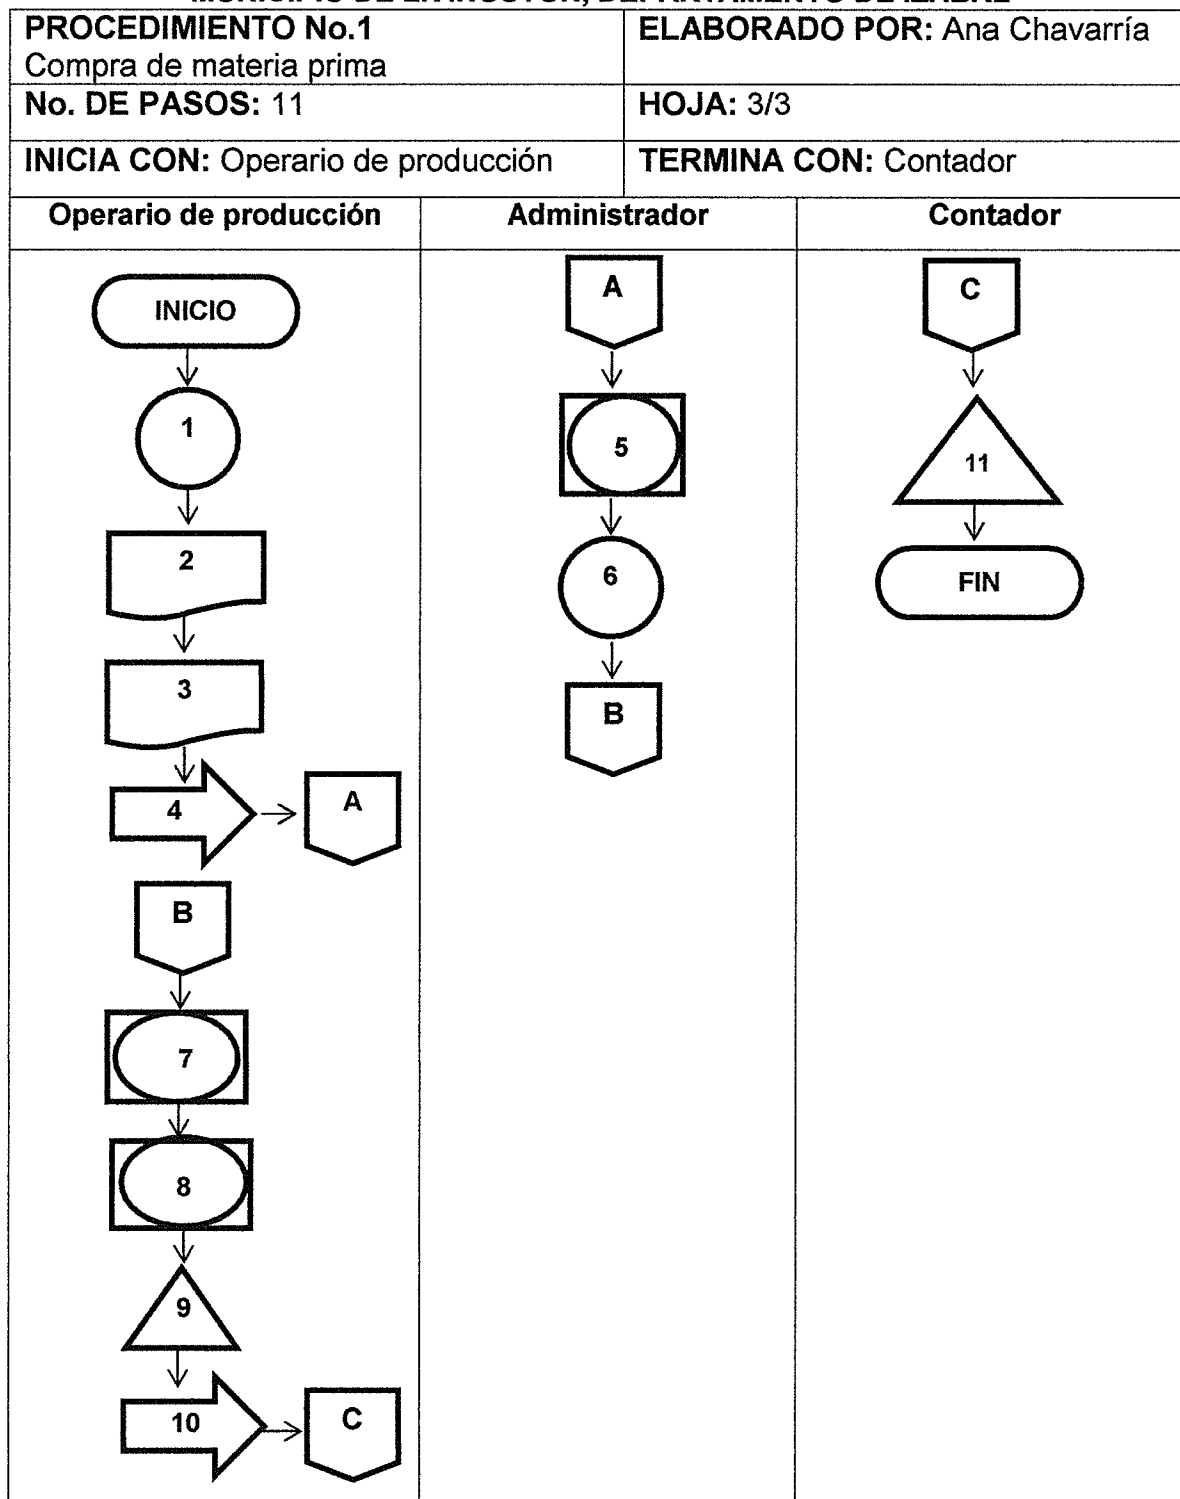 PROCEDIMIENTO No.1
Compra de materia prima
ELABORADO POR: Ana Chavarría
No. DE PASOS: 11
HOJA: 3/3
INICIA CON: Operario de producción
TERMINA CON: Contador
Operario de producción
Administrador
Contador
INICIO
1
2
3
4
A
B
7
8
9
10
C
A
5
6
B
C
11
FIN